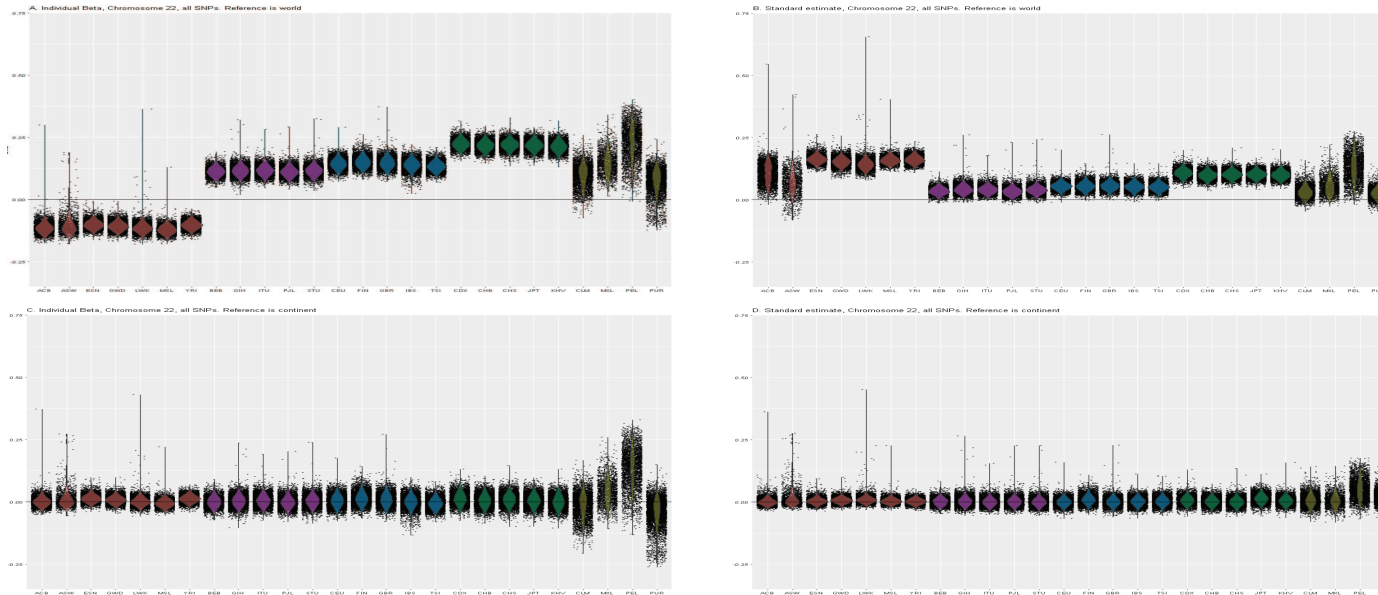 A. Individual Beta, Chromosome 22, all SNPs. Reference is world
0.75
0.50
0.25
0.00
-0.25
ACB ASW ESN GWD LWK MSL YRI BEB GIH ITU PJL STU CEU FIN GBR IBS TSI CDX CHB CHS JPT KHV CLM MXL PEL PUR
B. Standard estimate, Chromosome 22, all SNPs. Reference is world
0.75
0.50
0.25
0.00
-0.25
ACB ASW ESN GWD LWK MSL YRI BEB GIH ITU PJL STU CEU FIN GBR IBS TSI CDX CHB CHS JPT KHV CLM MXL PEL
C. Individual Beta, Chromosome 22, all SNPs. Reference is continent
0.75
0.50
0.25
0.00
-0.25
ACB ASW ESN GWD LWK MSL YRI BEB GIH ITU PJL STU CEU FIN GBR IBS TSI CDX CHB CHS JPT KHV CLM MXL PEL PUR
D. Standard estimate, Chromosome 22, all SNPs. Reference is continent
0.75
0.50
0.25
0.00
-0.25
ACB ASW ESN GWD LWK MSL YRI BEB GIH ITU PJL STU CEU FIN GBR IBS TSI CDX CHB CHS JPT KHV CLM MXL PEL